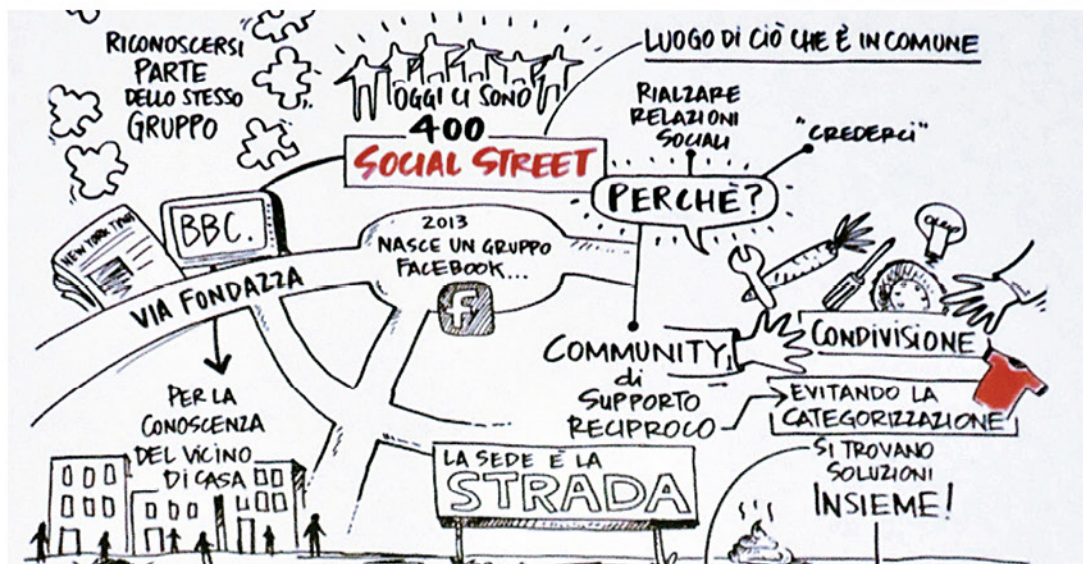 RICONOSCERSI
PARTE
DELLO STESSO
GRUPPO
OGGI CI SONO
400
SOCIAL STREET
LUOGO DI CIÒ CHE È IN COMUNE
RIALZARE
RELAZIONI
SOCIALI
"CREDERCI"
PERCHÈ?
NEW YORK TIMES
BBC.
2013
NASCE UN GRUPPO
FACEBOOK...
f
VIA FONDAZZA
PER LA
CONOSCENZA
DEL VICINO
DI CASA
COMMUNITY
di
SUPPORTO
RECIPROCO
CONDIVISIONE
EVITANDO LA
CATEGORIZZAZIONE
LA SEDE È LA
STRADA
SI TROVANO
SOLUZIONI
INSIEME!